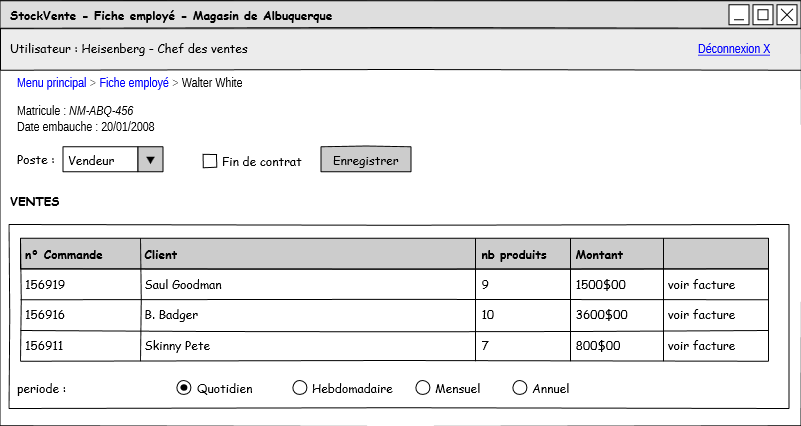 StockVente - Fiche employé - Magasin de Albuquerque
Utilisateur : Heisenberg - Chef des ventes Déconnexion X
Menu principal > Fiche employé > Walter White
Matricule : NM-ABQ-456
Date embauche : 20/01/2008
Poste : Vendeur Fin de contrat Enregistrer
VENTES
n° Commande Client nb produits Montant
156919 Saul Goodman 9 1500$00 voir facture
156916 B. Badger 10 3600$00 voir facture
156911 Skinny Pete 7 800$00 voir facture
periode : Quotidien Hebdomadaire Mensuel Annuel